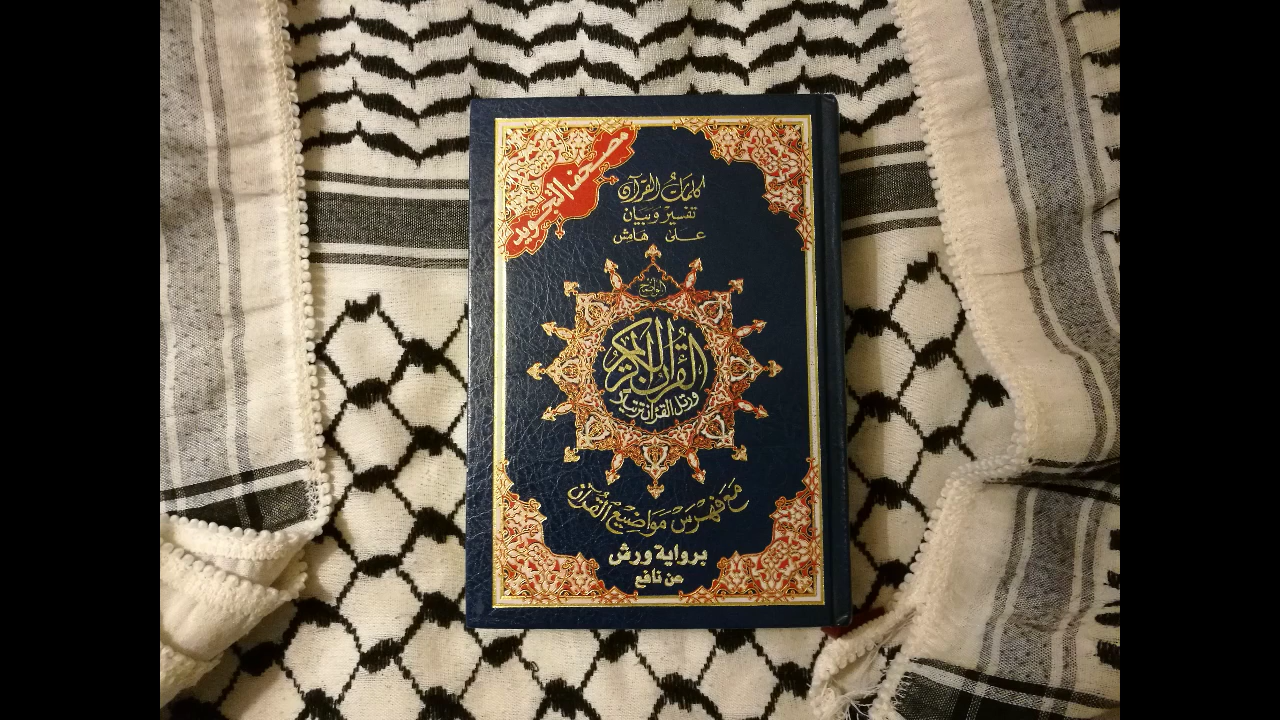 مصحف التجويد
كلمات القرآن
تفسير وبيان
على هامش
القرآن الكريم
ورتل القرءان ترتيلا
مع فهرس مواضيع القرآن
برواية ورش
عن نافع